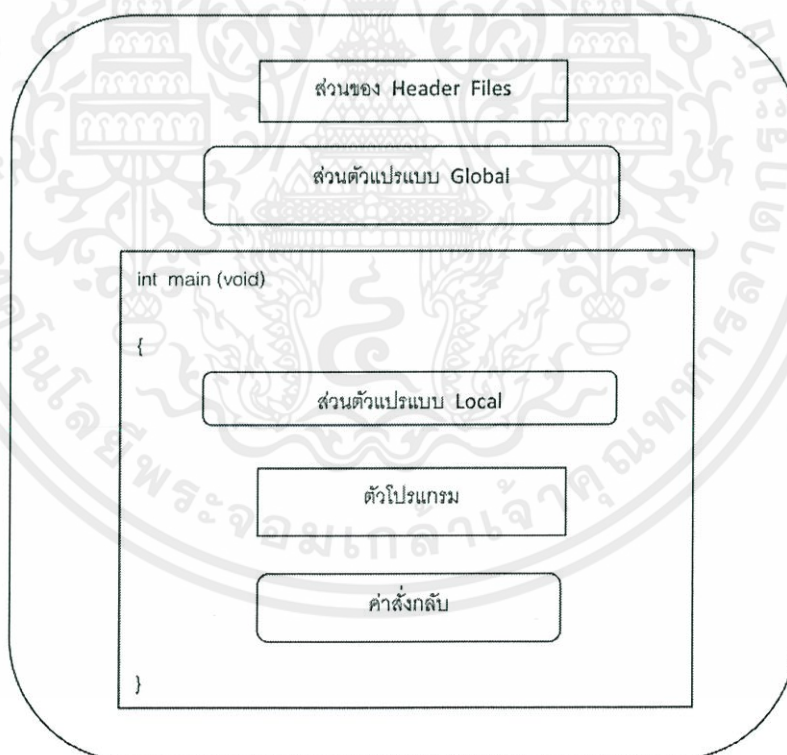 ส่วนของ Header Files
ส่วนตัวแปรแบบ Global
int main (void)
{
ส่วนตัวแปรแบบ Local
ตัวโปรแกรม
ค่าสั่งกลับ
}